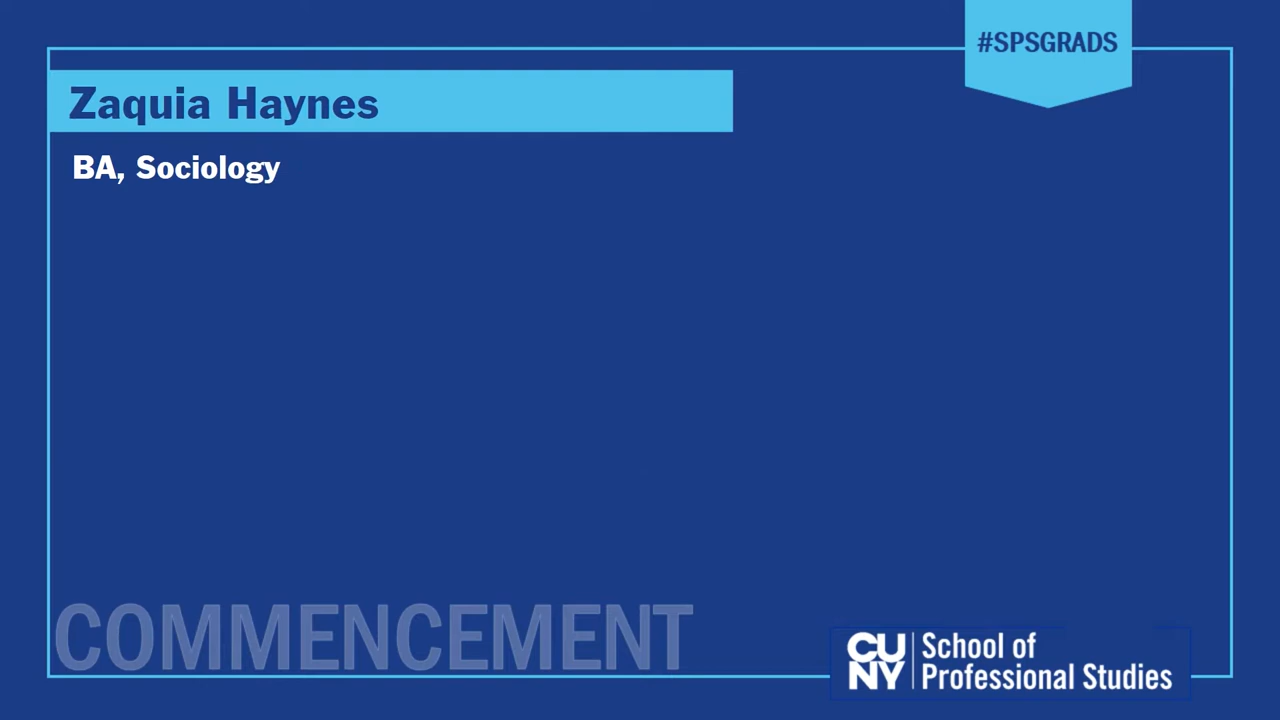 #SPSGRADS
Zaquia Haynes
BA, Sociology
COMMENCEMENT
CU
NY
School of
Professional Studies